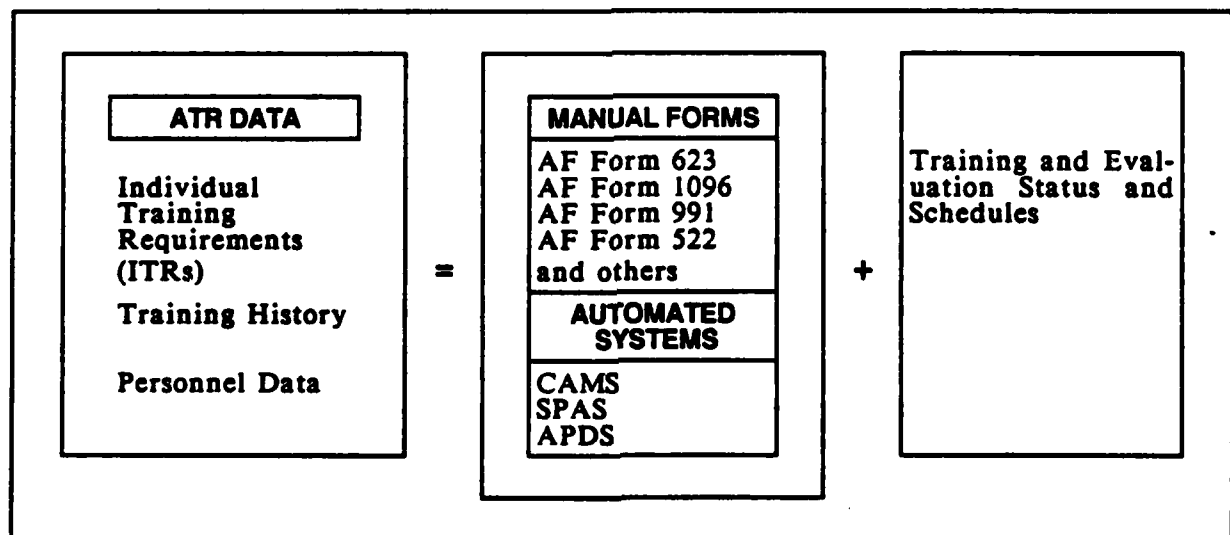 ATR DATA
Individual
Training
Requirements
(ITRs)
Training History
Personnel Data
=
MANUAL FORMS
AF Form 623
AF Form 1096
AF Form 991
AF Form 522
and others
AUTOMATED
SYSTEMS
CAMS
SPAS
APDS
+
Training and Eval-
uation Status and
Schedules